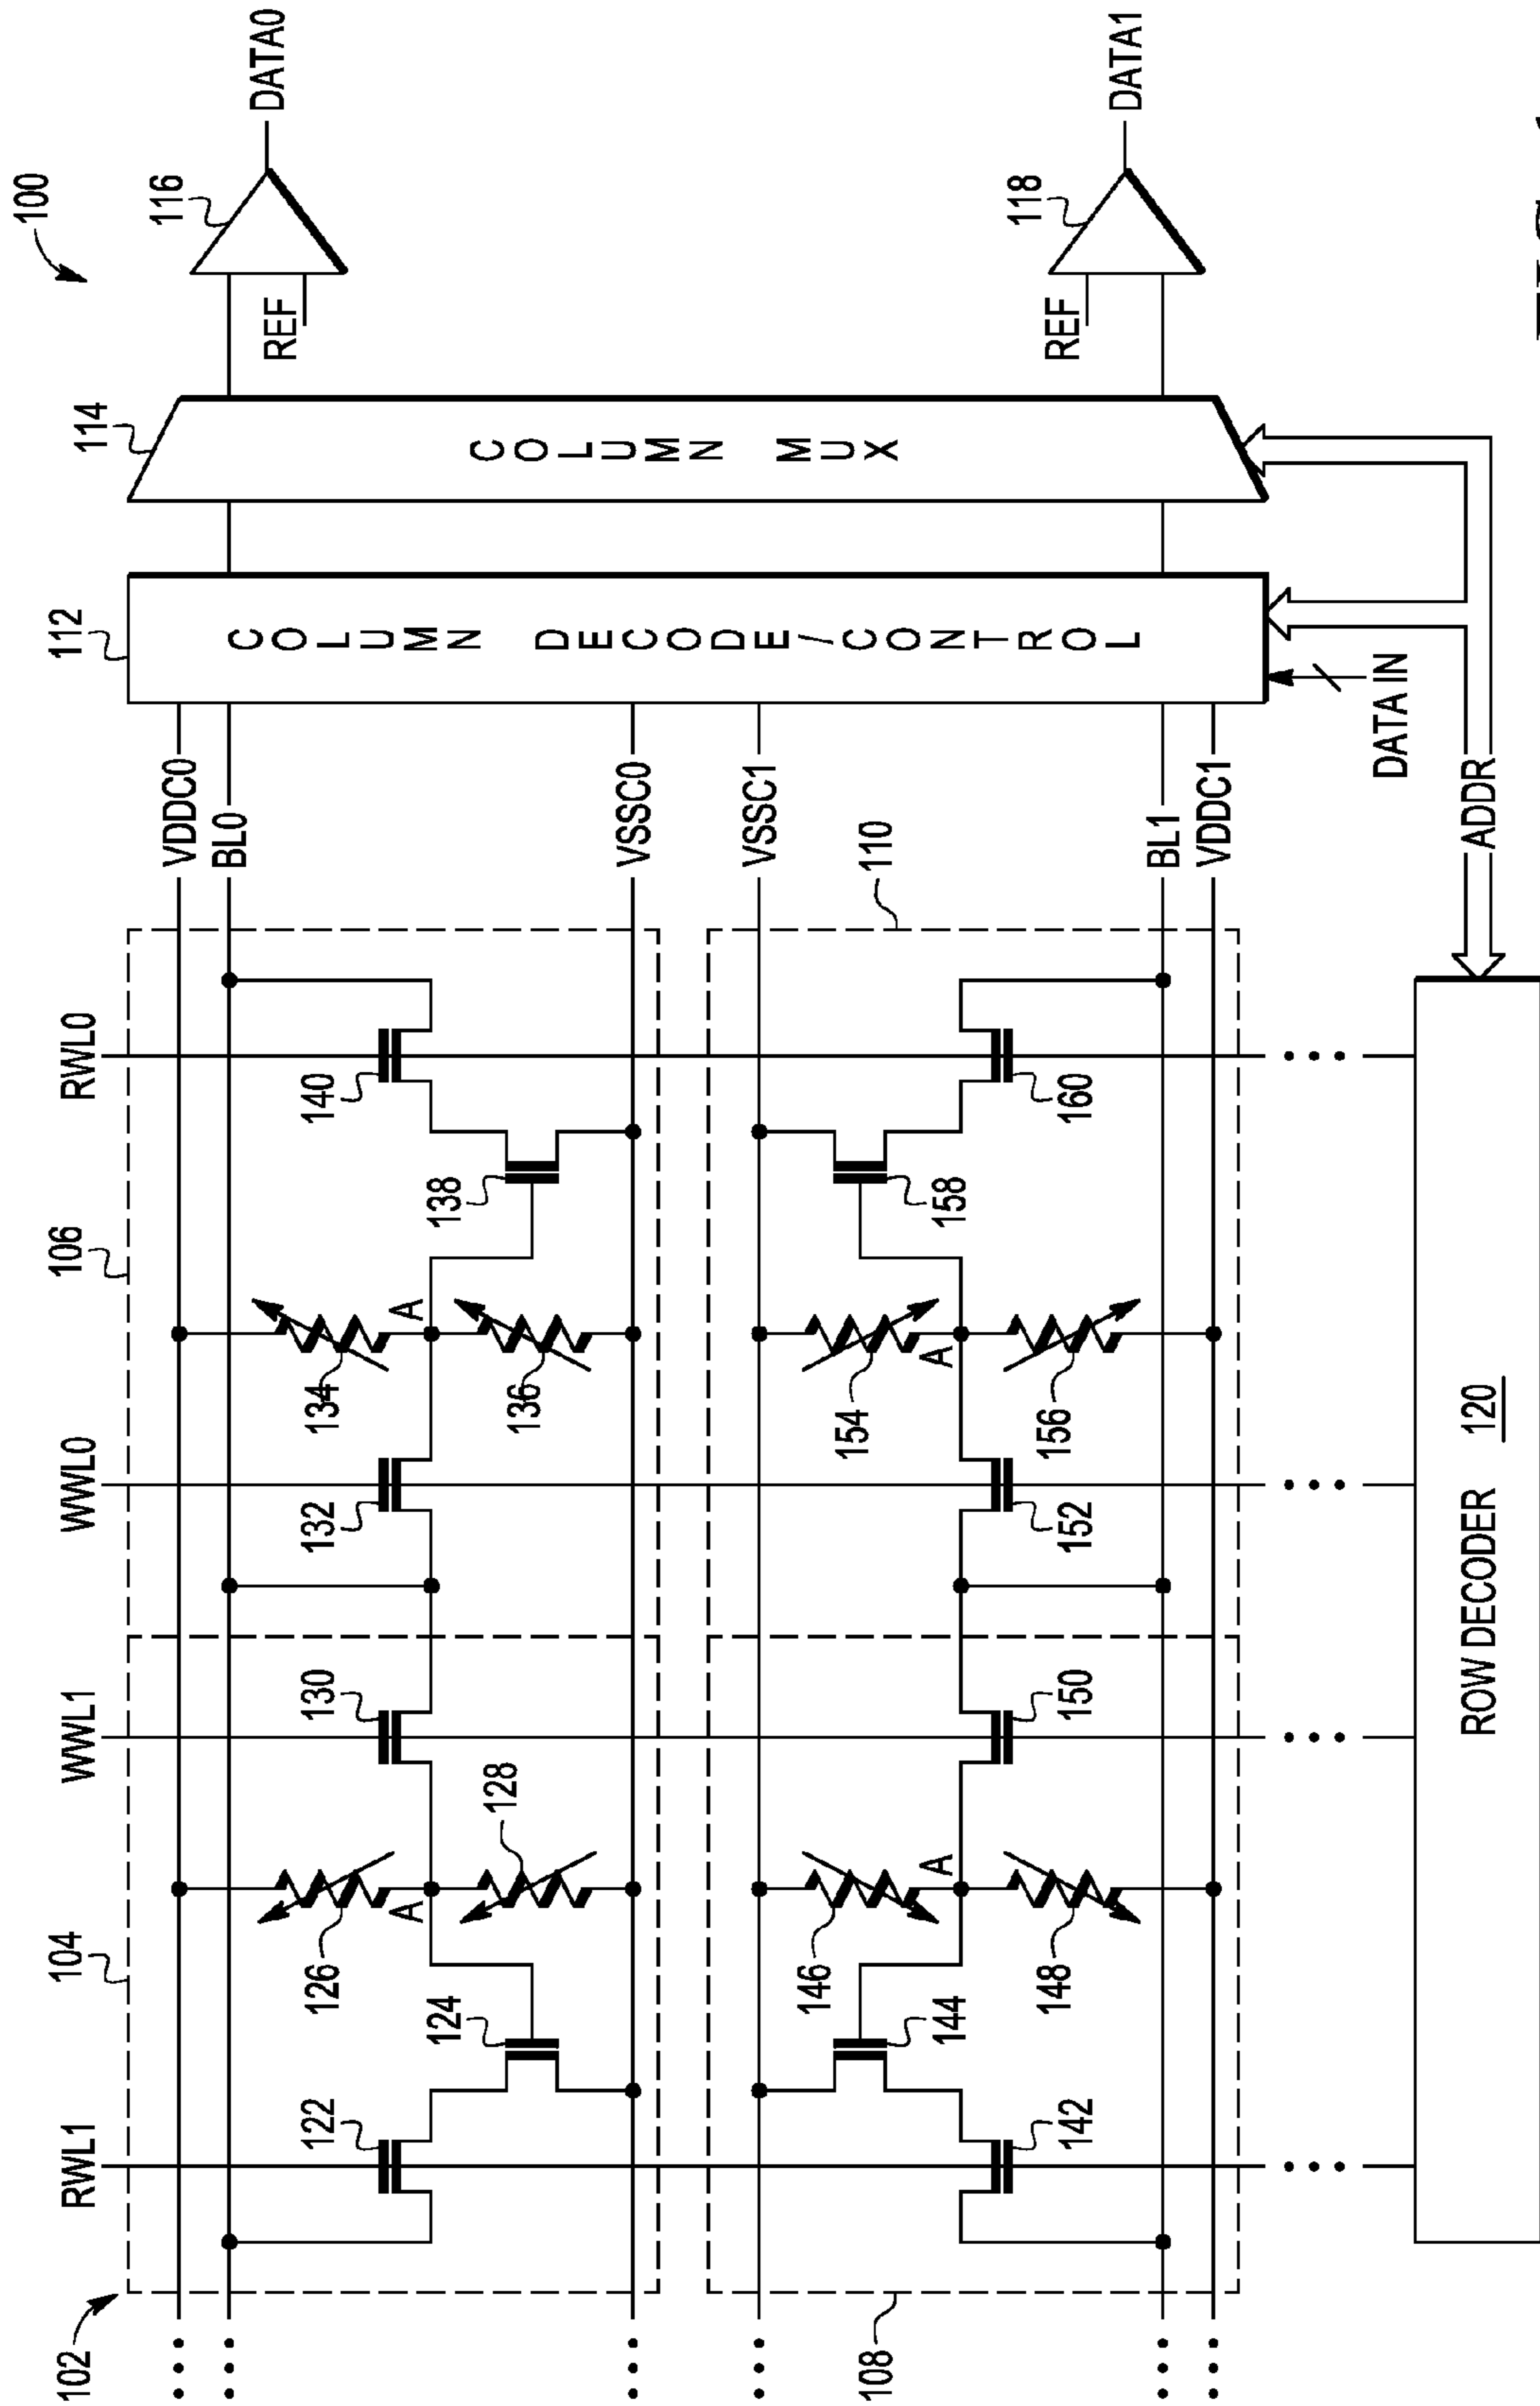 100
102
104
106
RWL1
WWL1
WWL0
RWL0
VDDC0
BL0
112
114
116
DATA0
REF
122
124
126
A
128
130
132
134
A
136
138
140
VSSC0
VSSC1
COLUMN DECODE/CONTROL
COLUMN MUX
142
144
146
A
148
150
152
154
A
156
158
160
110
108
BL1
VDDC1
118
REF
DATA1
DATA IN
ADDR
ROW DECODER 120